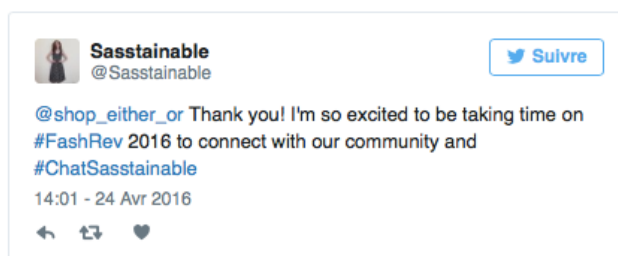 Sasstainable
@Sasstainable
Suivre
@shop_either_or Thank you! I'm so excited to be taking time on
#FashRev 2016 to connect with our community and
#ChatSasstainable
14:01 - 24 Avr 2016